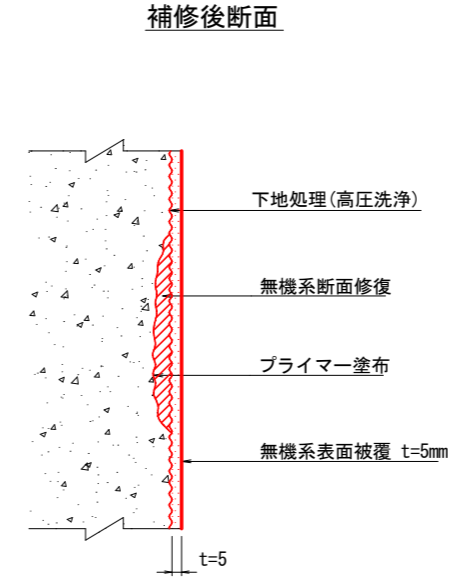 補修後断面
下地処理(高圧洗浄)
無機系断面修復
プライマー塗布
無機系表面被覆 t=5mm
t=5